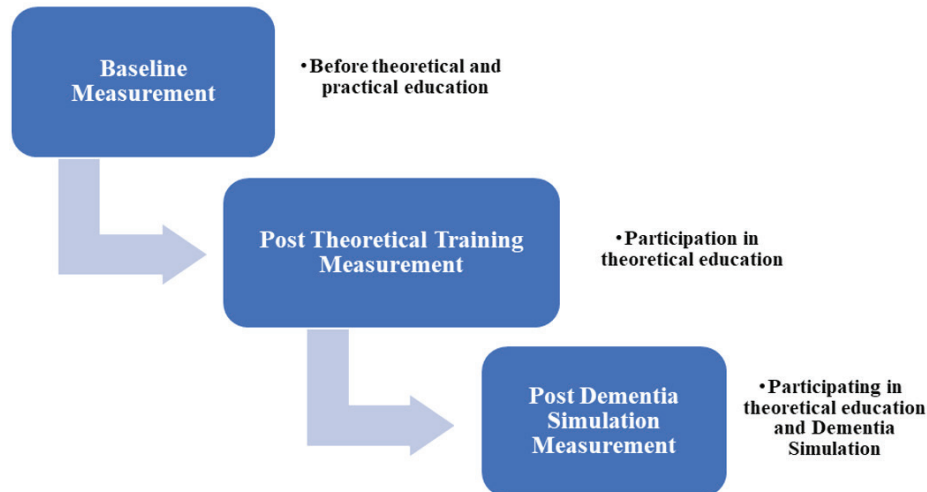 Baseline
Measurement
•Before theoretical and
practical education
Post Theoretical Training
Measurement
•Participation in
theoretical education
Post Dementia
Simulation
Measurement
•Participating in
theoretical education
and Dementia
Simulation